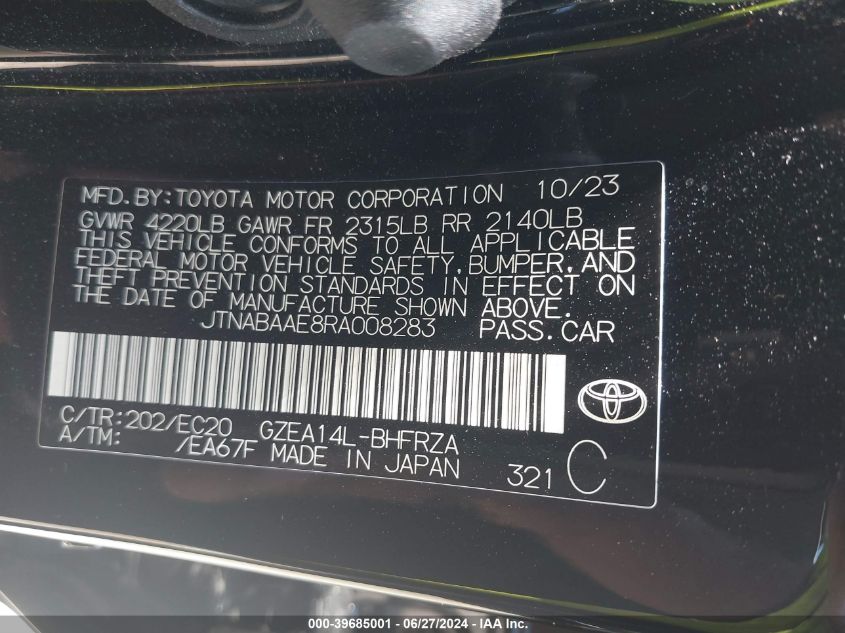 MFD.BY:TOYOTA MOTOR CORPORATION 10/23
GVWR 4220LB GAWR FR 2315LB RR 2140LB
THIS VEHICLE CONFORMS TO ALL APPLICABLE
FEDERAL MOTOR VEHICLE SAFETY,BUMPER,AND
THEFT PREVENTION STANDARDS IN EFFECT ON
THE DATE OF MANUFACTURE SHOWN ABOVE.
JTNABAAE8RA008283 PASS.CAR
C/TR:202/EC20 GZEA14L-BHFRZA
A/TM: /EA67F MADE IN JAPAN 321 C
000-39685001 - 06/27/2024 - IAA Inc.